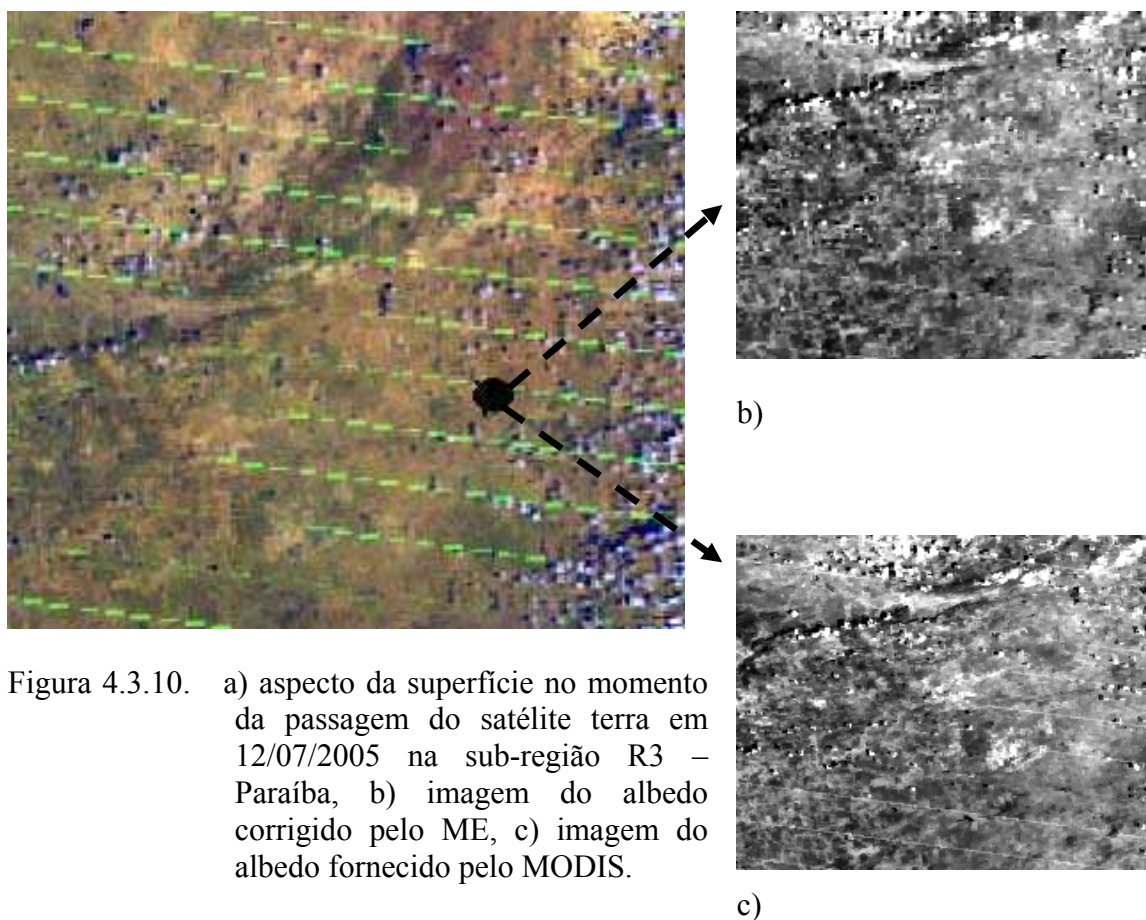 b)
Figura 4.3.10. a) aspecto da superfície no momento
da passagem do satélite terra em
12/07/2005 na sub-região R3 –
Paraíba, b) imagem do albedo
corrigido pelo ME, c) imagem do
albedo fornecido pelo MODIS.
c)